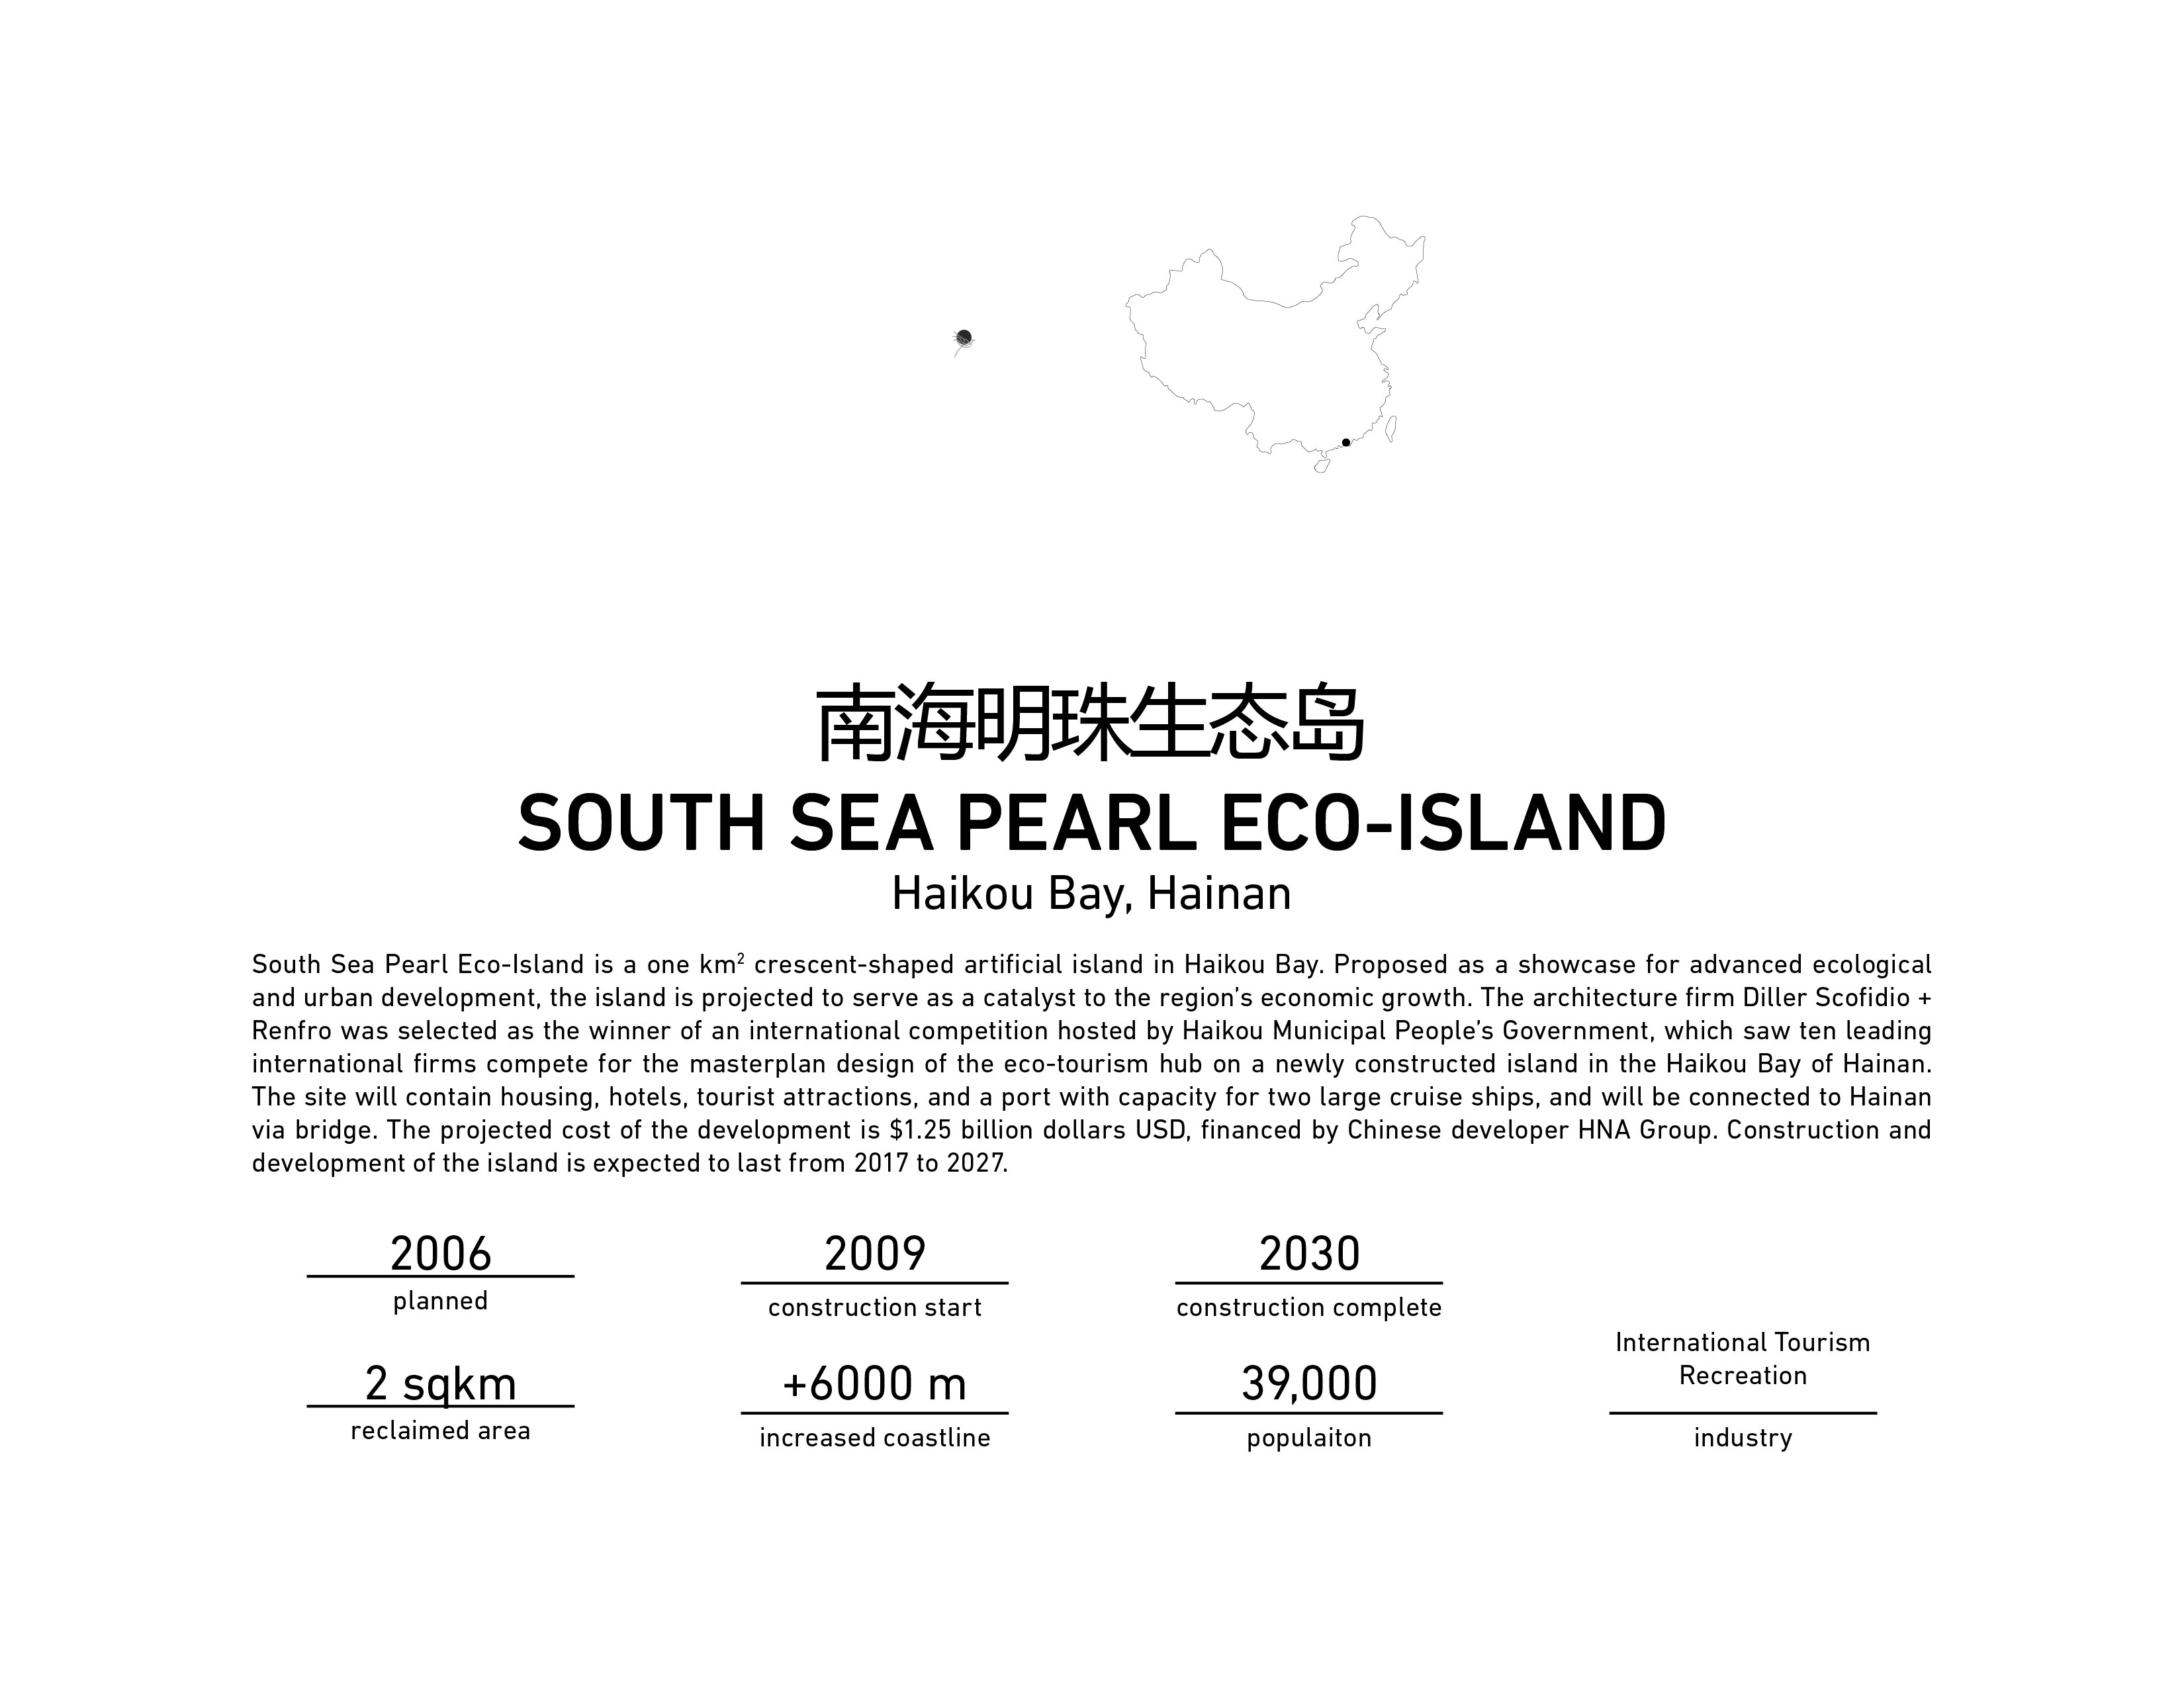 南海明珠生态岛
SOUTH SEA PEARL ECO-ISLAND
Haikou Bay, Hainan
South Sea Pearl Eco-Island is a one km² crescent-shaped artificial island in Haikou Bay. Proposed as a showcase for advanced ecological
and urban development, the island is projected to serve as a catalyst to the region’s economic growth. The architecture firm Diller Scofidio +
Renfro was selected as the winner of an international competition hosted by Haikou Municipal People’s Government, which saw ten leading
international firms compete for the masterplan design of the eco-tourism hub on a newly constructed island in the Haikou Bay of Hainan.
The site will contain housing, hotels, tourist attractions, and a port with capacity for two large cruise ships, and will be connected to Hainan
via bridge. The projected cost of the development is $1.25 billion dollars USD, financed by Chinese developer HNA Group. Construction and
development of the island is expected to last from 2017 to 2027.
2006
planned
2009
construction start
2030
construction complete
2 sqkm
reclaimed area
+6000 m
increased coastline
39,000
populaiton
International Tourism
Recreation
industry